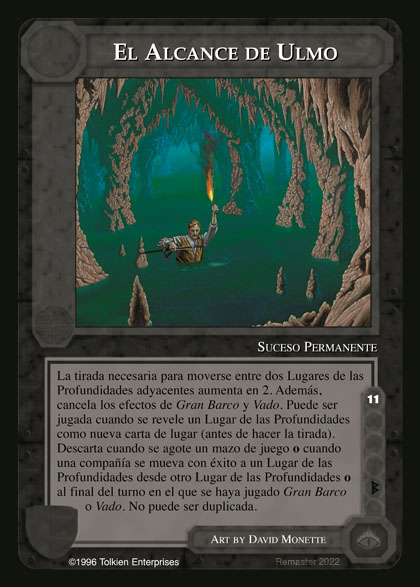 El Alcance de Ulmo
Suceso Permanente
La tirada necesaria para moverse entre dos Lugares de las
Profundidades adyacentes aumenta en 2. Además,
cancela los efectos de Gran Barco y Vado. Puede ser
jugada cuando se revele un Lugar de las Profundidades
como nueva carta de lugar (antes de hacer la tirada).
Descarta cuando se agote un mazo de juego o cuando
una compañía se mueva con éxito a un Lugar de las
Profundidades desde otro Lugar de las Profundidades o
al final del turno en el que se haya jugado Gran Barco
o Vado. No puede ser duplicada.
11
Art by David Monette
©1996 Tolkien Enterprises
Remaster 2022